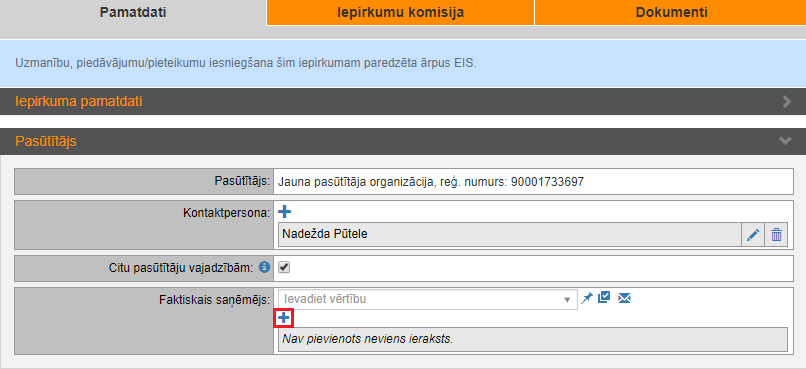 Pamatdati Iepirkumu komisija Dokumenti
Uzmanību, piedāvājumu/pieteikumu iesniegšana šim iepirkumam paredzēta ārpus EIS.
Iepirkuma pamatdati
Pasūtītājs
Pasūtītājs: Jauna pasūtītāja organizācija, reģ. numurs: 90001733697
Kontaktpersona:
Nadežda Pūtele
Citu pasūtītāju vajadzībām:
Faktiskais saņēmējs: Ievadiet vērtību
Nav pievienots neviens ieraksts.